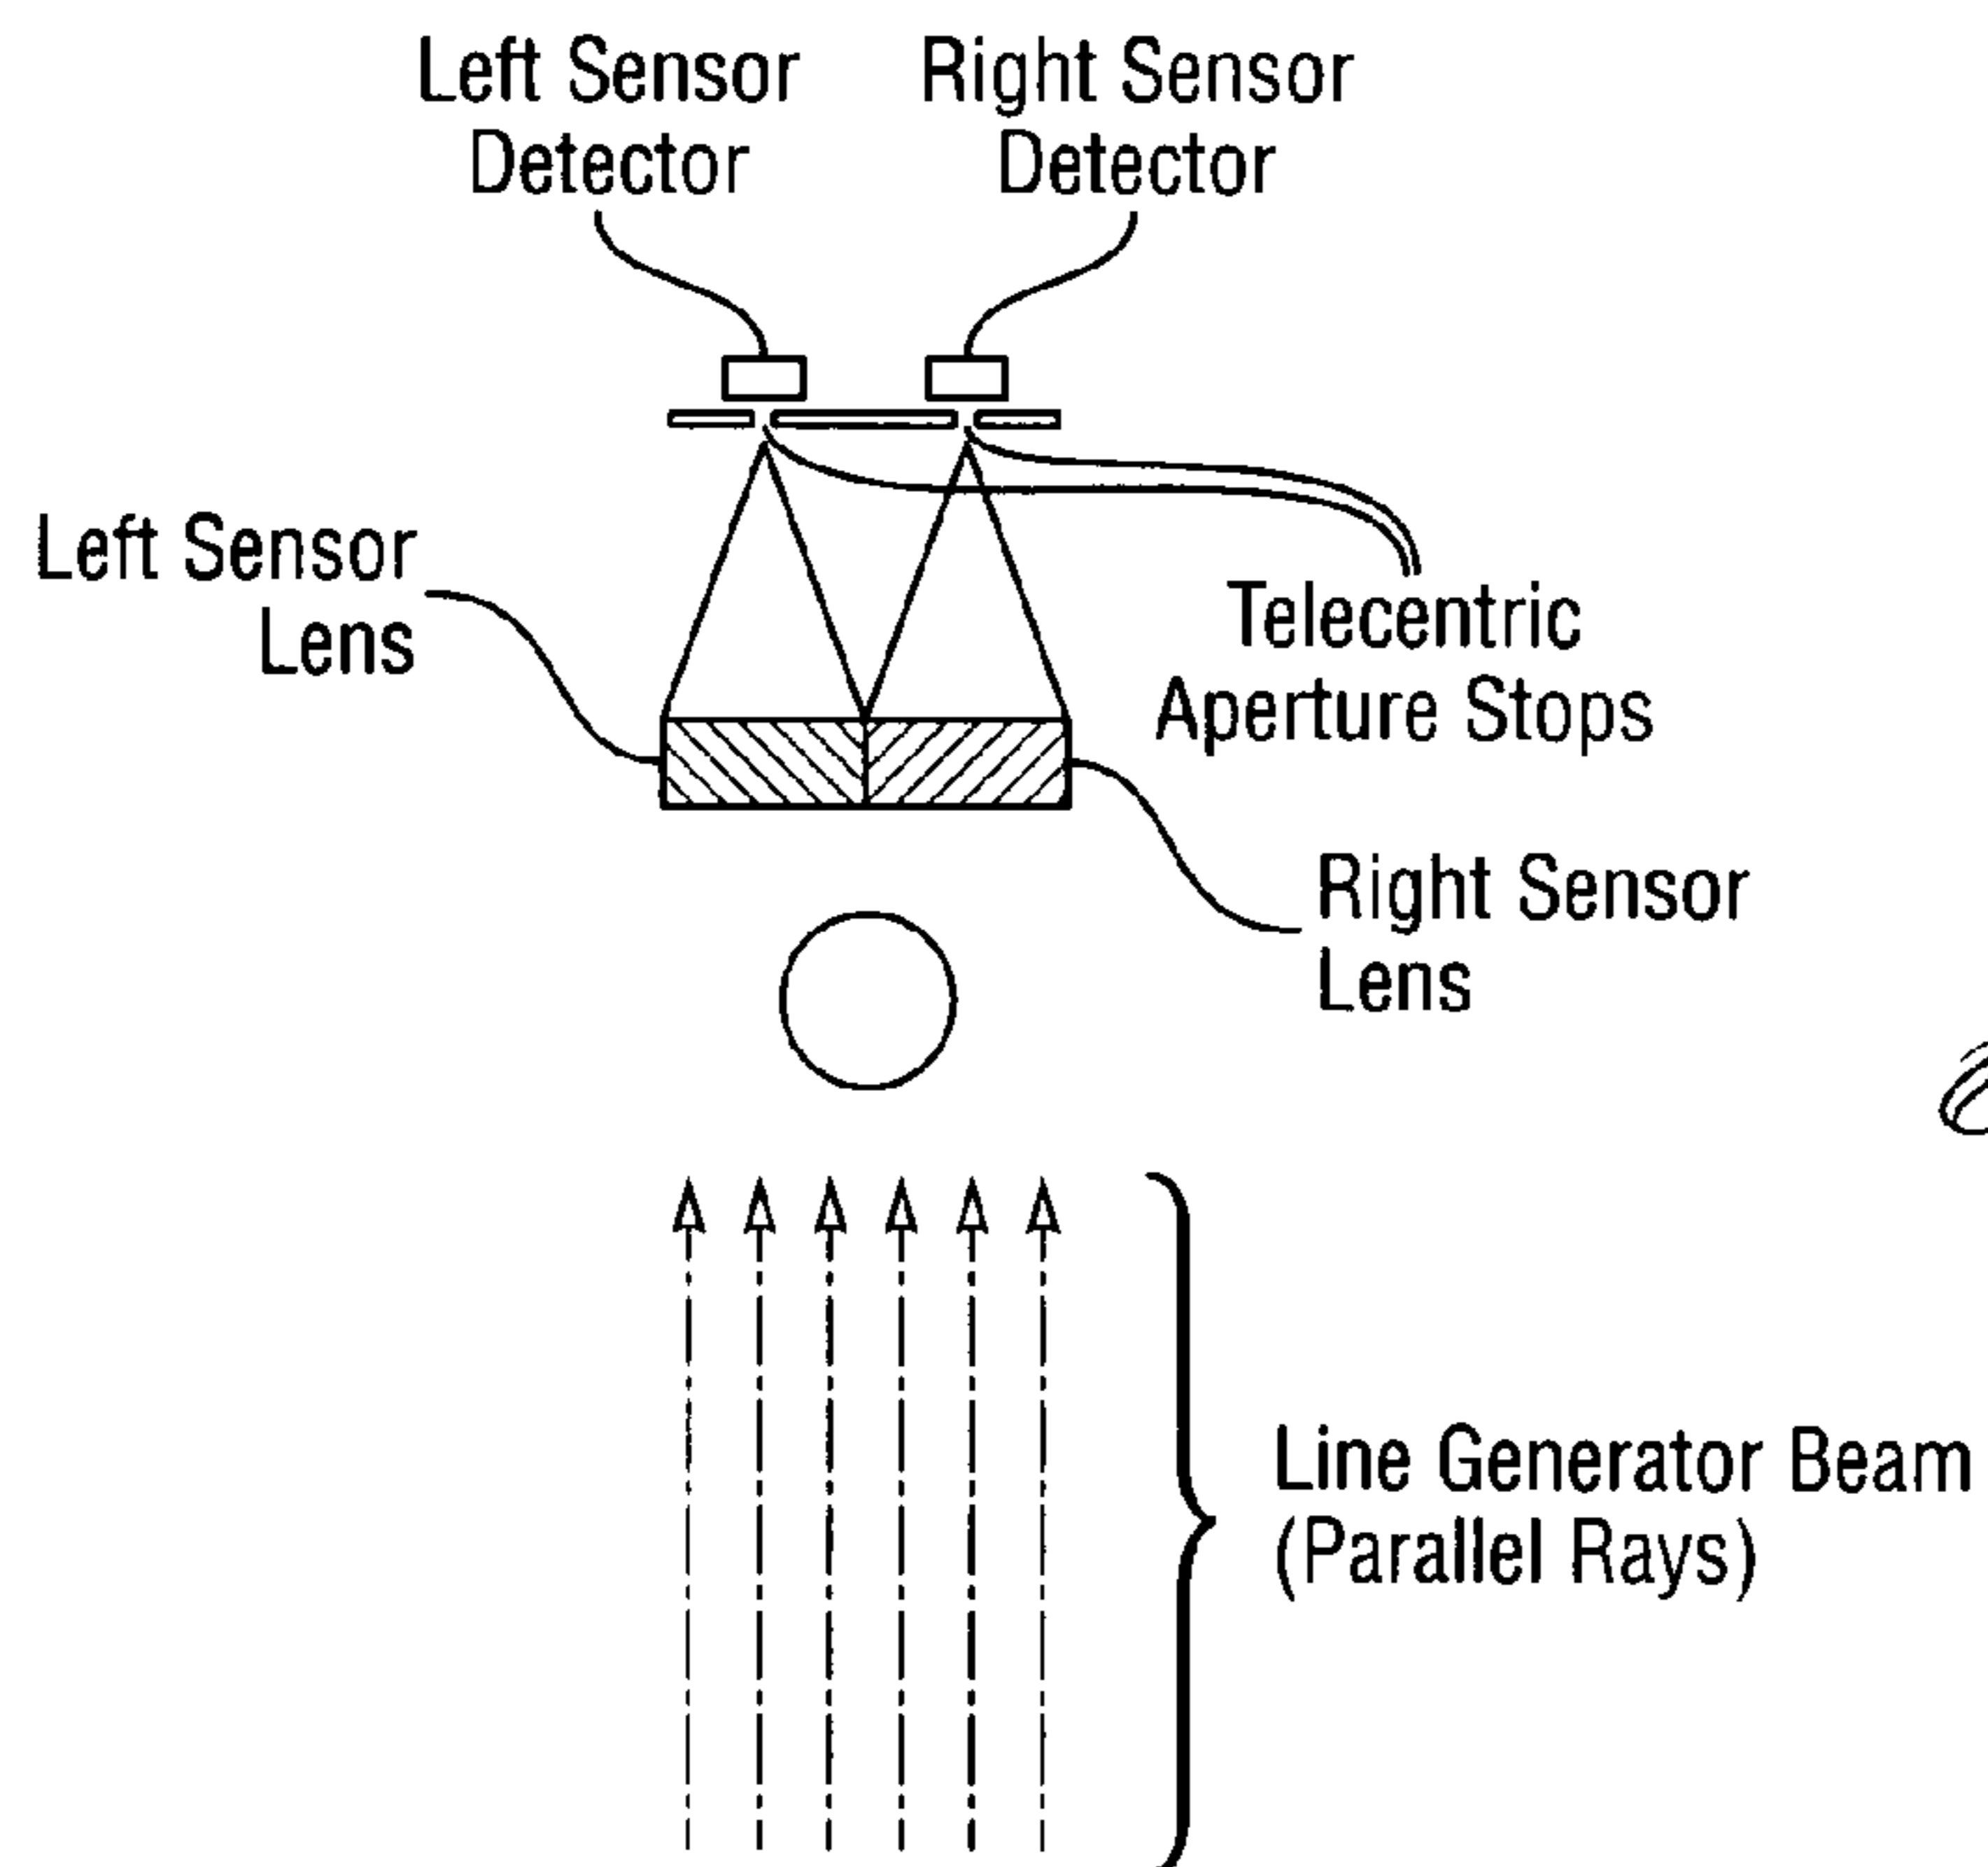 Left Sensor
Detector
Right Sensor
Detector
Left Sensor
Lens
Telecentric
Aperture Stops
Right Sensor
Lens
Line Generator Beam
(Parallel Rays)